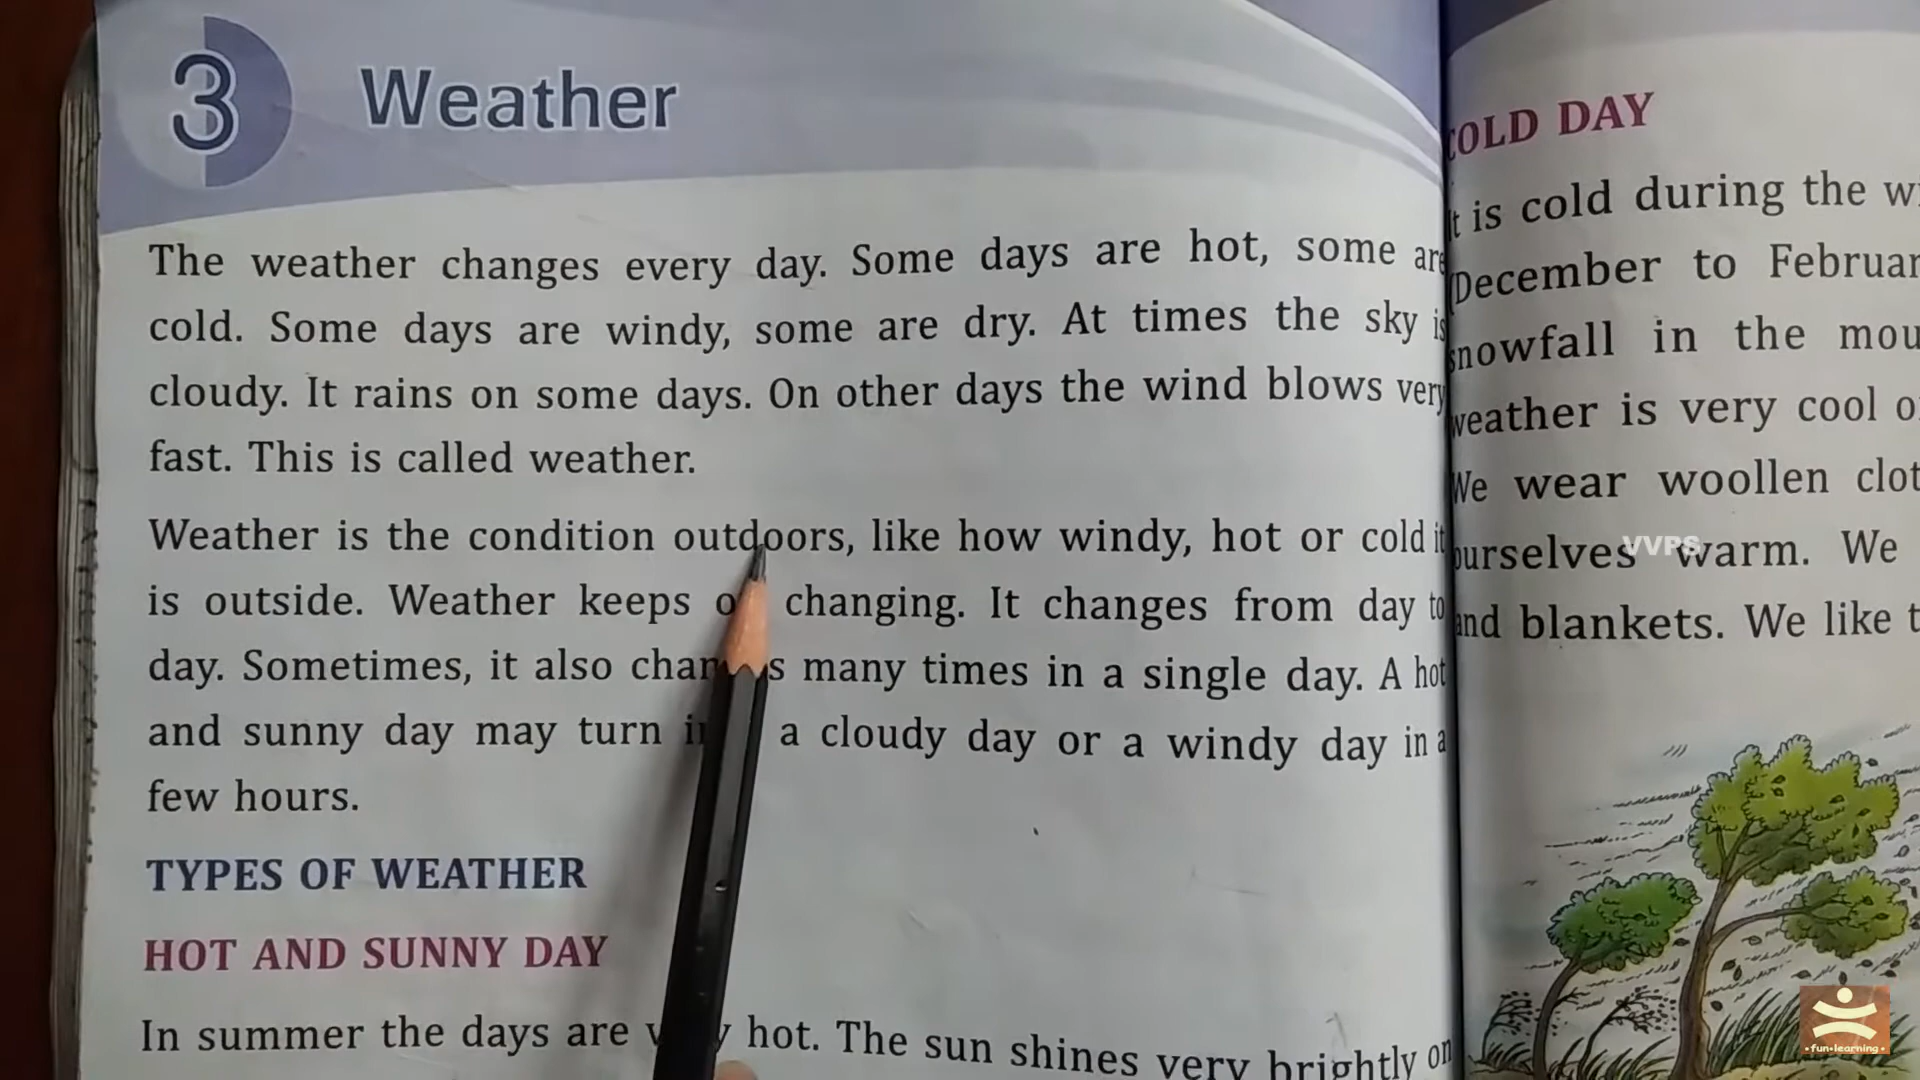 3 Weather
The weather changes every day. Some days are hot, some are
cold. Some days are windy, some are dry. At times the sky is
cloudy. It rains on some days. On other days the wind blows very
fast. This is called weather.
Weather is the condition outdoors, like how windy, hot or cold it
is outside. Weather keeps changing. It changes from day to
day. Sometimes, it also many times in a single day. A hot
and sunny day may turn a cloudy day or a windy day in a
few hours.
TYPES OF WEATHER
HOT AND SUNNY DAY
In summer the days are hot. The sun shines very brightly on
COLD DAY
It is cold during the
December to
snowfall in the
weather is very cool
We wear woollen
ourselves warm. We
and blankets. We like
VVPS
fun learning